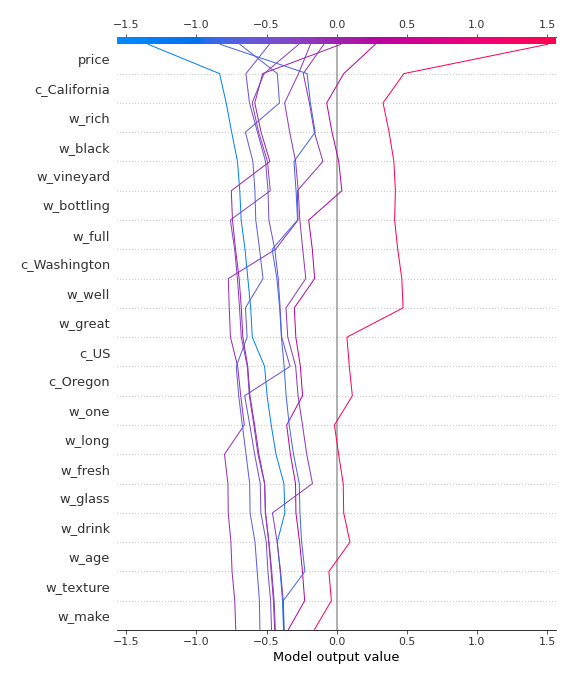 −1.5 −1.0 −0.5 0.0 0.5 1.0 1.5
price
c_California
w_rich
w_black
w_vineyard
w_bottling
w_full
c_Washington
w_well
w_great
c_US
c_Oregon
w_one
w_long
w_fresh
w_glass
w_drink
w_age
w_texture
w_make
−1.5 −1.0 −0.5 0.0 0.5 1.0 1.5
Model output value